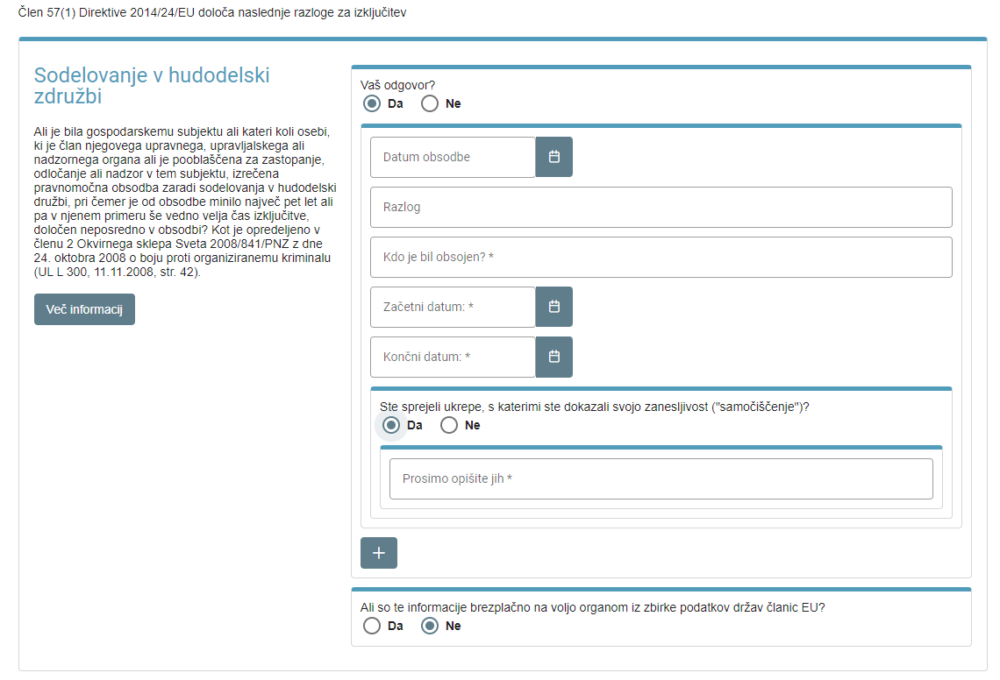 Člen 57(1) Direktive 2014/24/EU določa naslednje razloge za izključitev
Sodelovanje v hudodelski
združbi
Ali je bila gospodarskemu subjektu ali kateri koli osebi,
ki je član njegovega upravnega, upravljalskega ali
nadzornega organa ali je pooblaščena za zastopanje,
odločanje ali nadzor v tem subjektu, izrečena
pravnomočna obsodba zaradi sodelovanja v hudodelski
družbi, pri čemer je od obsodbe minilo največ pet let ali
pa v njenem primeru še vedno velja čas izključitve,
določen neposredno v obsodbi? Kot je opredeljeno v
členu 2 Okvirnega sklepa Sveta 2008/841/PNZ z dne
24. oktobra 2008 o boju proti organiziranemu kriminalu
(UL L 300, 11.11.2008, str. 42).
Več informacij
Vaš odgovor?
Da Ne
Datum obsodbe
Razlog
Kdo je bil obsojen? *
Začetni datum: *
Končni datum: *
Ste sprejeli ukrepe, s katerimi ste dokazali svojo zanesljivost ("samočiščenje")?
Da Ne
Prosimo opišite jih *
+
Ali so te informacije brezplačno na voljo organom iz zbirke podatkov držav članic EU?
Da Ne